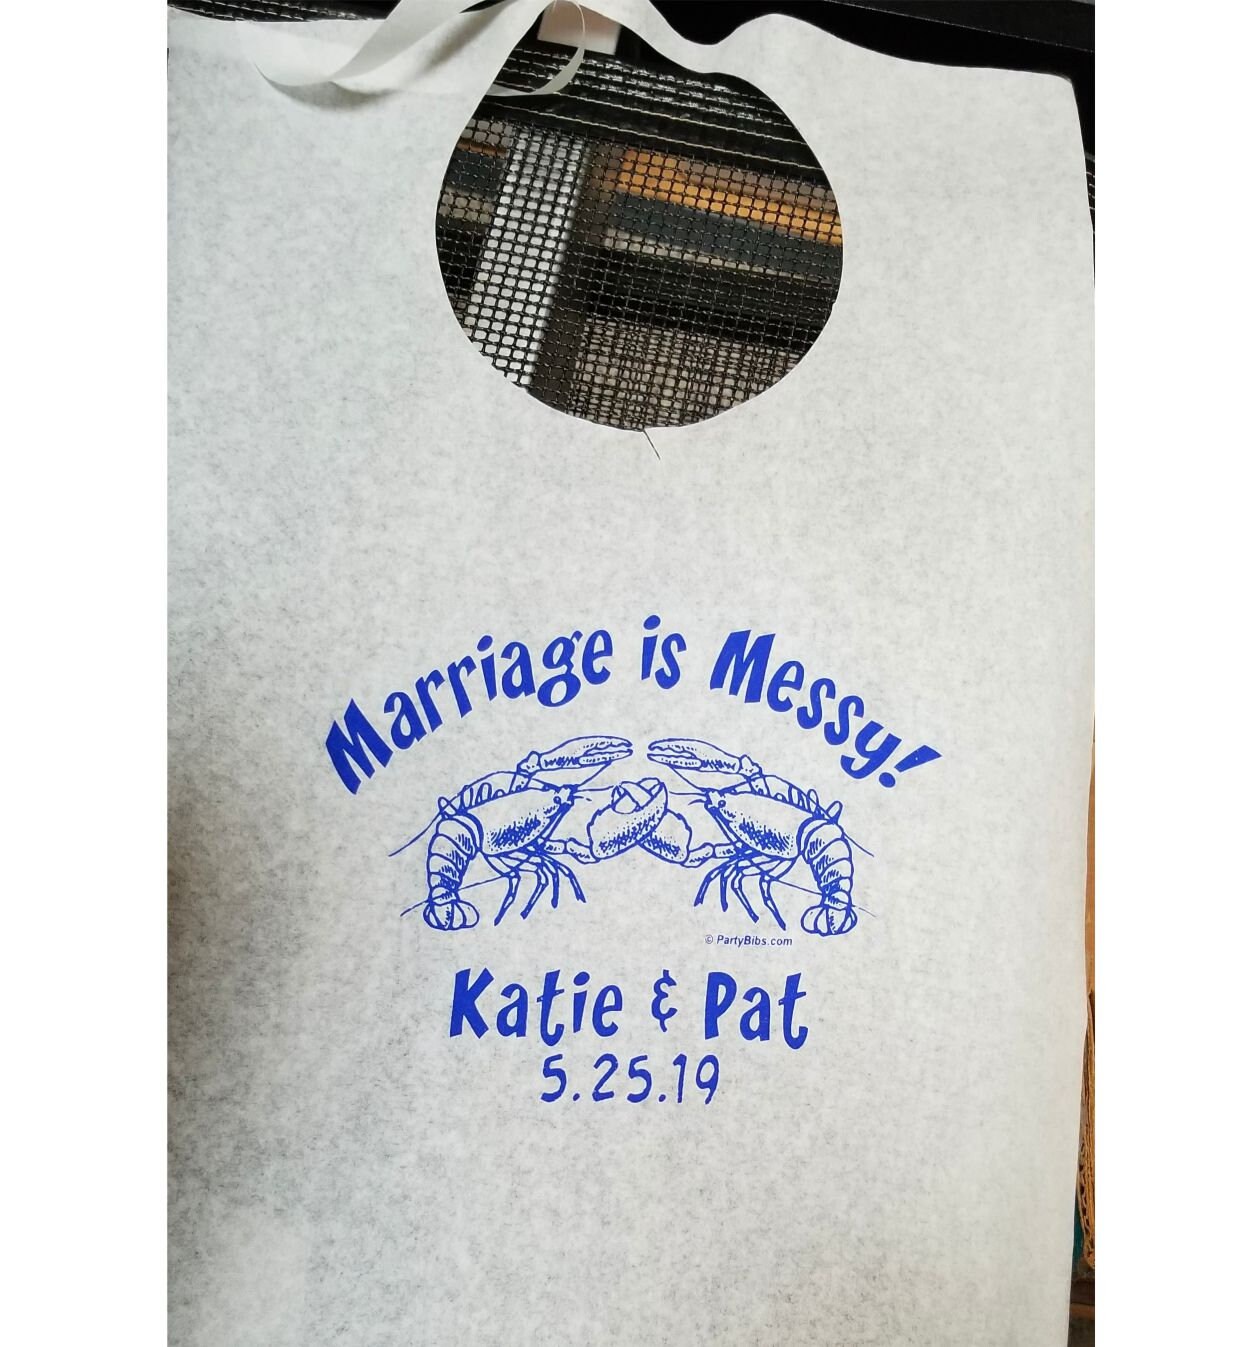 Marriage is Messy!
© PartyBibs.com
Katie & Pat
5.25.19